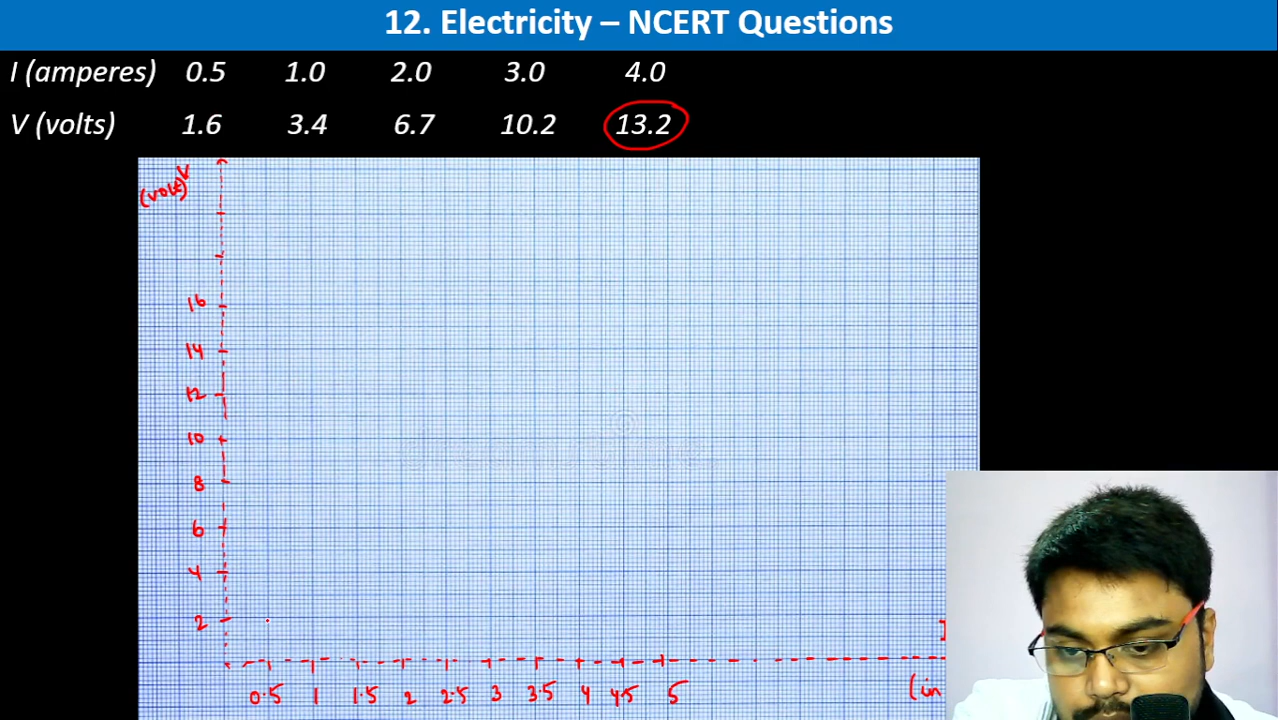 12. Electricity – NCERT Questions
I (amperes) 0.5 1.0 2.0 3.0 4.0
V (volts) 1.6 3.4 6.7 10.2 13.2
V
(volt)
16
14
12
10
8
6
4
2
I
0.5 1 1.5 2 2.5 3 3.5 4 4.5 5
(in